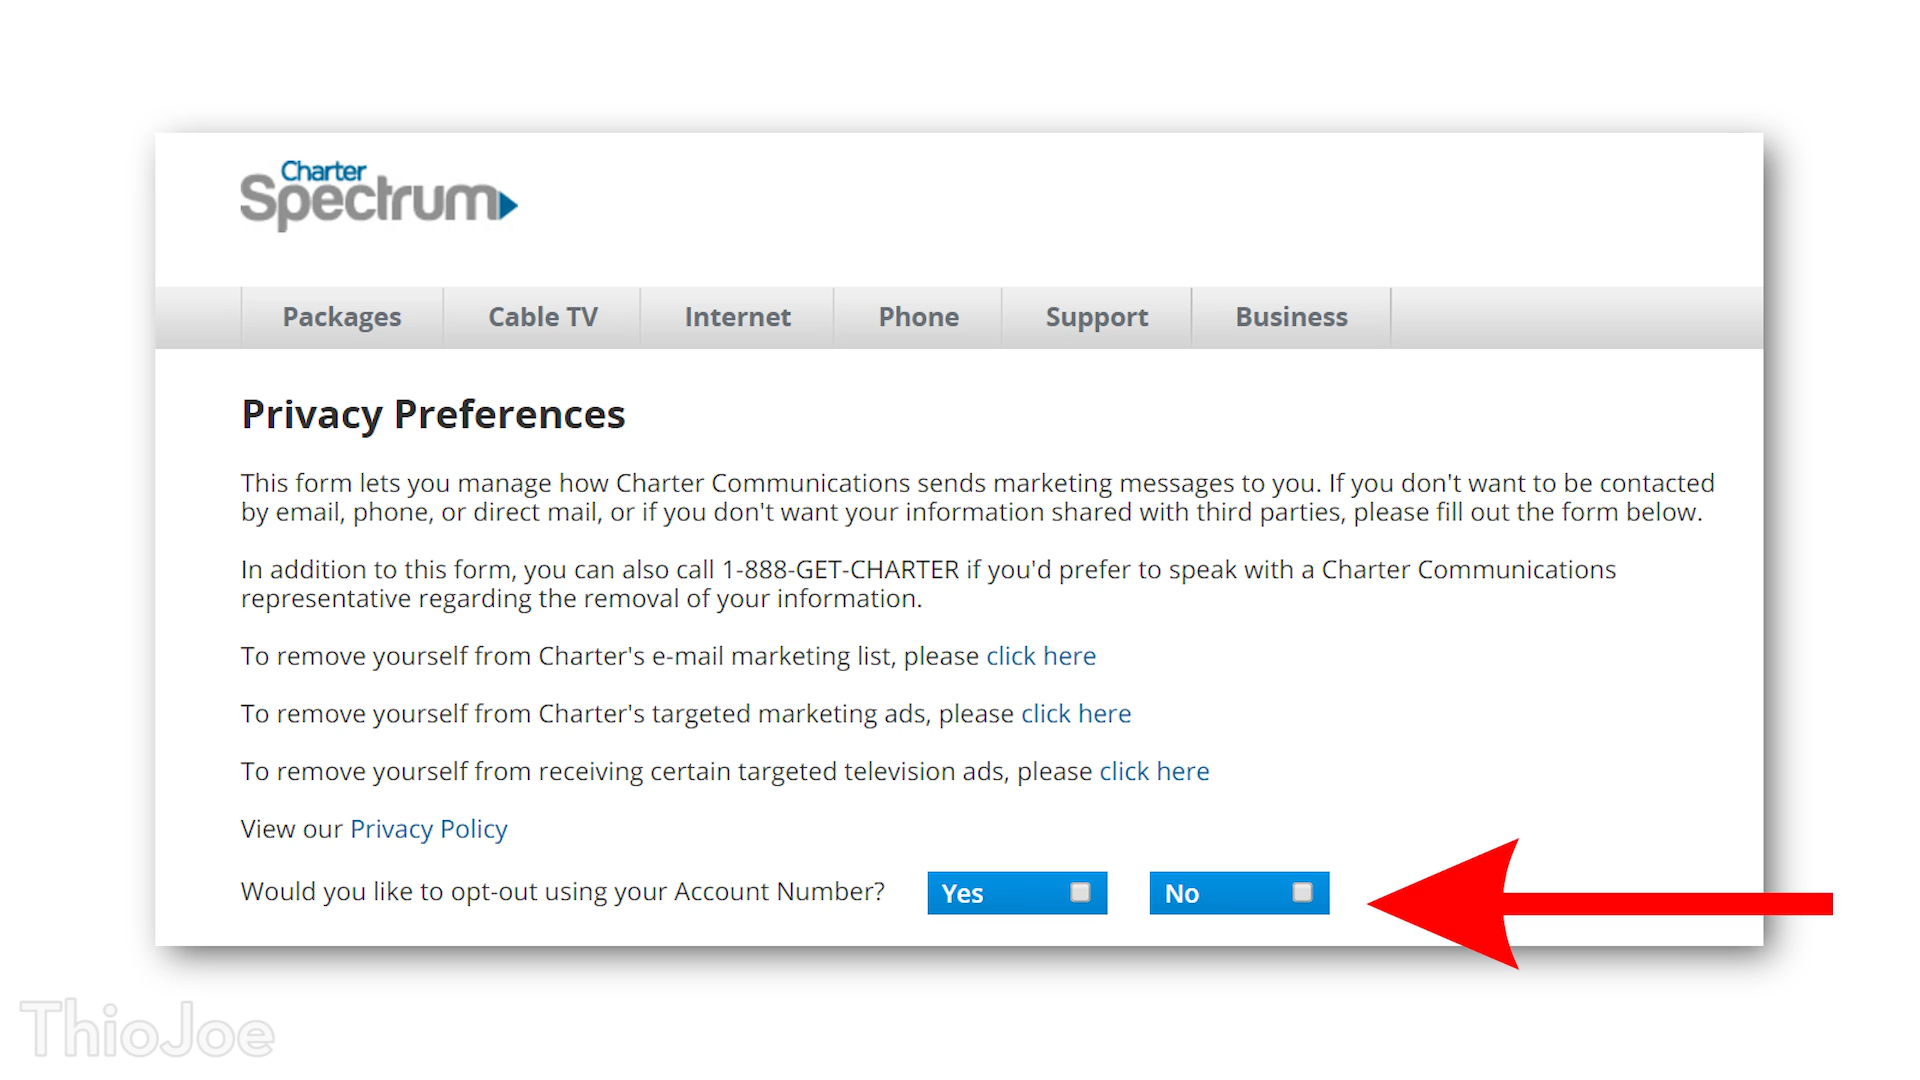 Charter
Spectrum
Packages Cable TV Internet Phone Support Business
Privacy Preferences
This form lets you manage how Charter Communications sends marketing messages to you. If you don't want to be contacted
by email, phone, or direct mail, or if you don't want your information shared with third parties, please fill out the form below.
In addition to this form, you can also call 1-888-GET-CHARTER if you'd prefer to speak with a Charter Communications
representative regarding the removal of your information.
To remove yourself from Charter's e-mail marketing list, please click here
To remove yourself from Charter's targeted marketing ads, please click here
To remove yourself from receiving certain targeted television ads, please click here
View our Privacy Policy
Would you like to opt-out using your Account Number? Yes No
ThioJoe